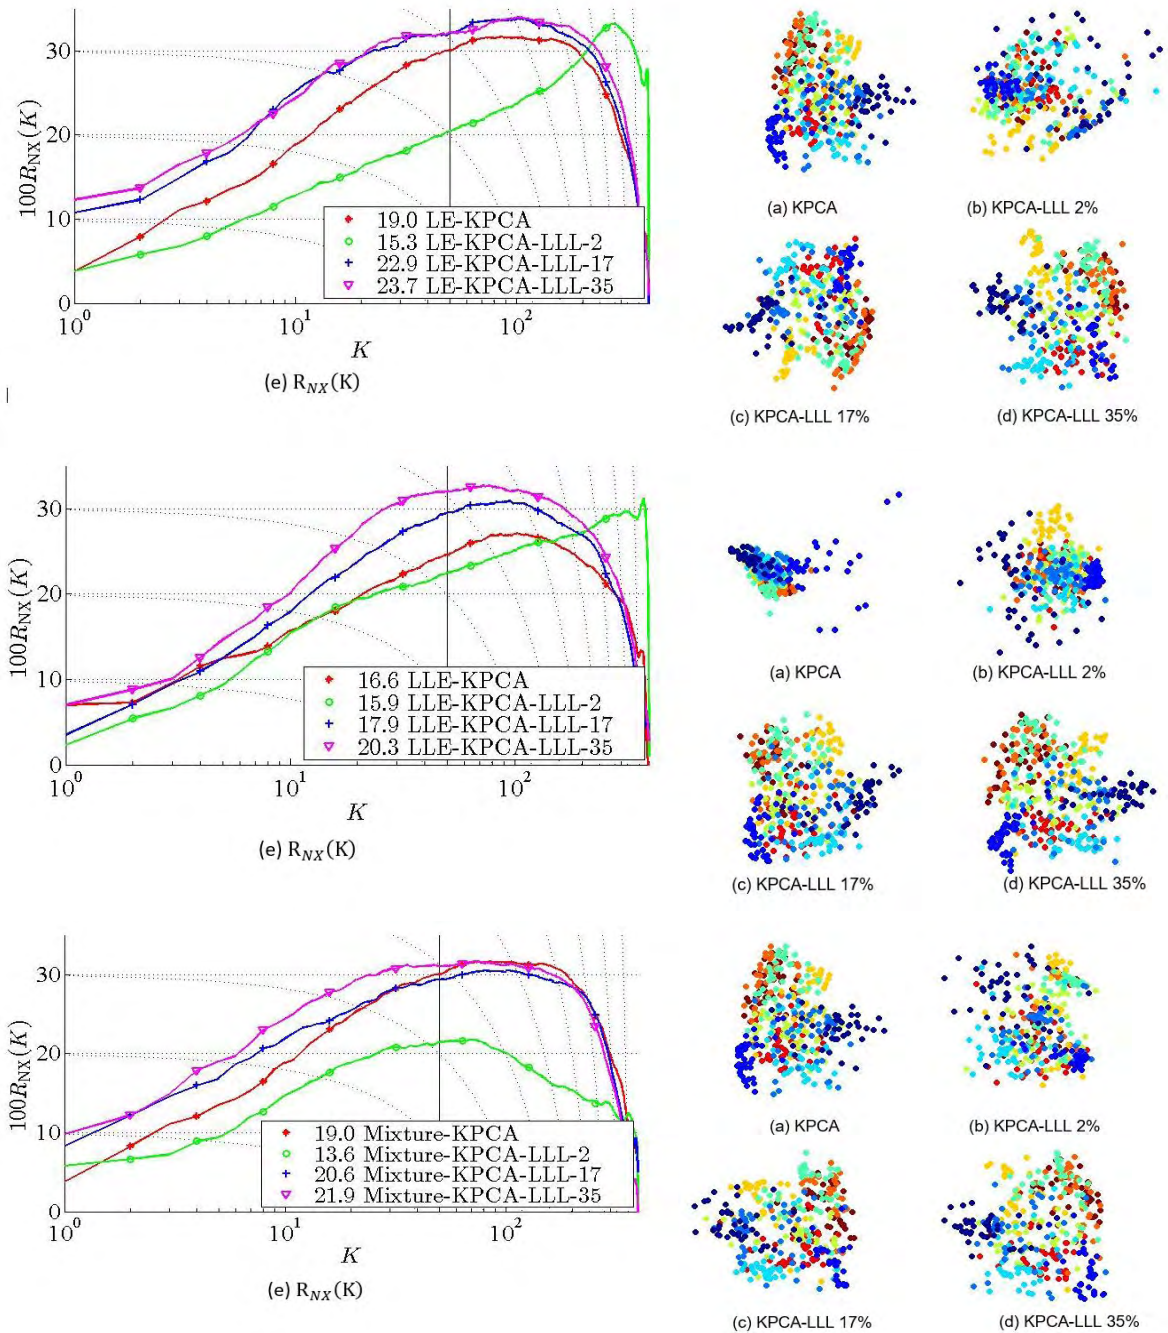 30
20
10
0
100R_NX(K)
19.0 LE-KPCA
15.3 LE-KPCA-LLL-2
22.9 LE-KPCA-LLL-17
23.7 LE-KPCA-LLL-35
10^0 10^1 10^2
K
(e) R_NX(K)
(a) KPCA
(b) KPCA-LLL 2%
(c) KPCA-LLL 17%
(d) KPCA-LLL 35%
30
20
10
0
100R_NX(K)
16.6 LLE-KPCA
15.9 LLE-KPCA-LLL-2
17.9 LLE-KPCA-LLL-17
20.3 LLE-KPCA-LLL-35
10^0 10^1 10^2
K
(e) R_NX(K)
(a) KPCA
(b) KPCA-LLL 2%
(c) KPCA-LLL 17%
(d) KPCA-LLL 35%
30
20
10
0
100R_NX(K)
19.0 Mixture-KPCA
13.6 Mixture-KPCA-LLL-2
20.6 Mixture-KPCA-LLL-17
21.9 Mixture-KPCA-LLL-35
10^0 10^1 10^2
K
(e) R_NX(K)
(a) KPCA
(b) KPCA-LLL 2%
(c) KPCA-LLL 17%
(d) KPCA-LLL 35%